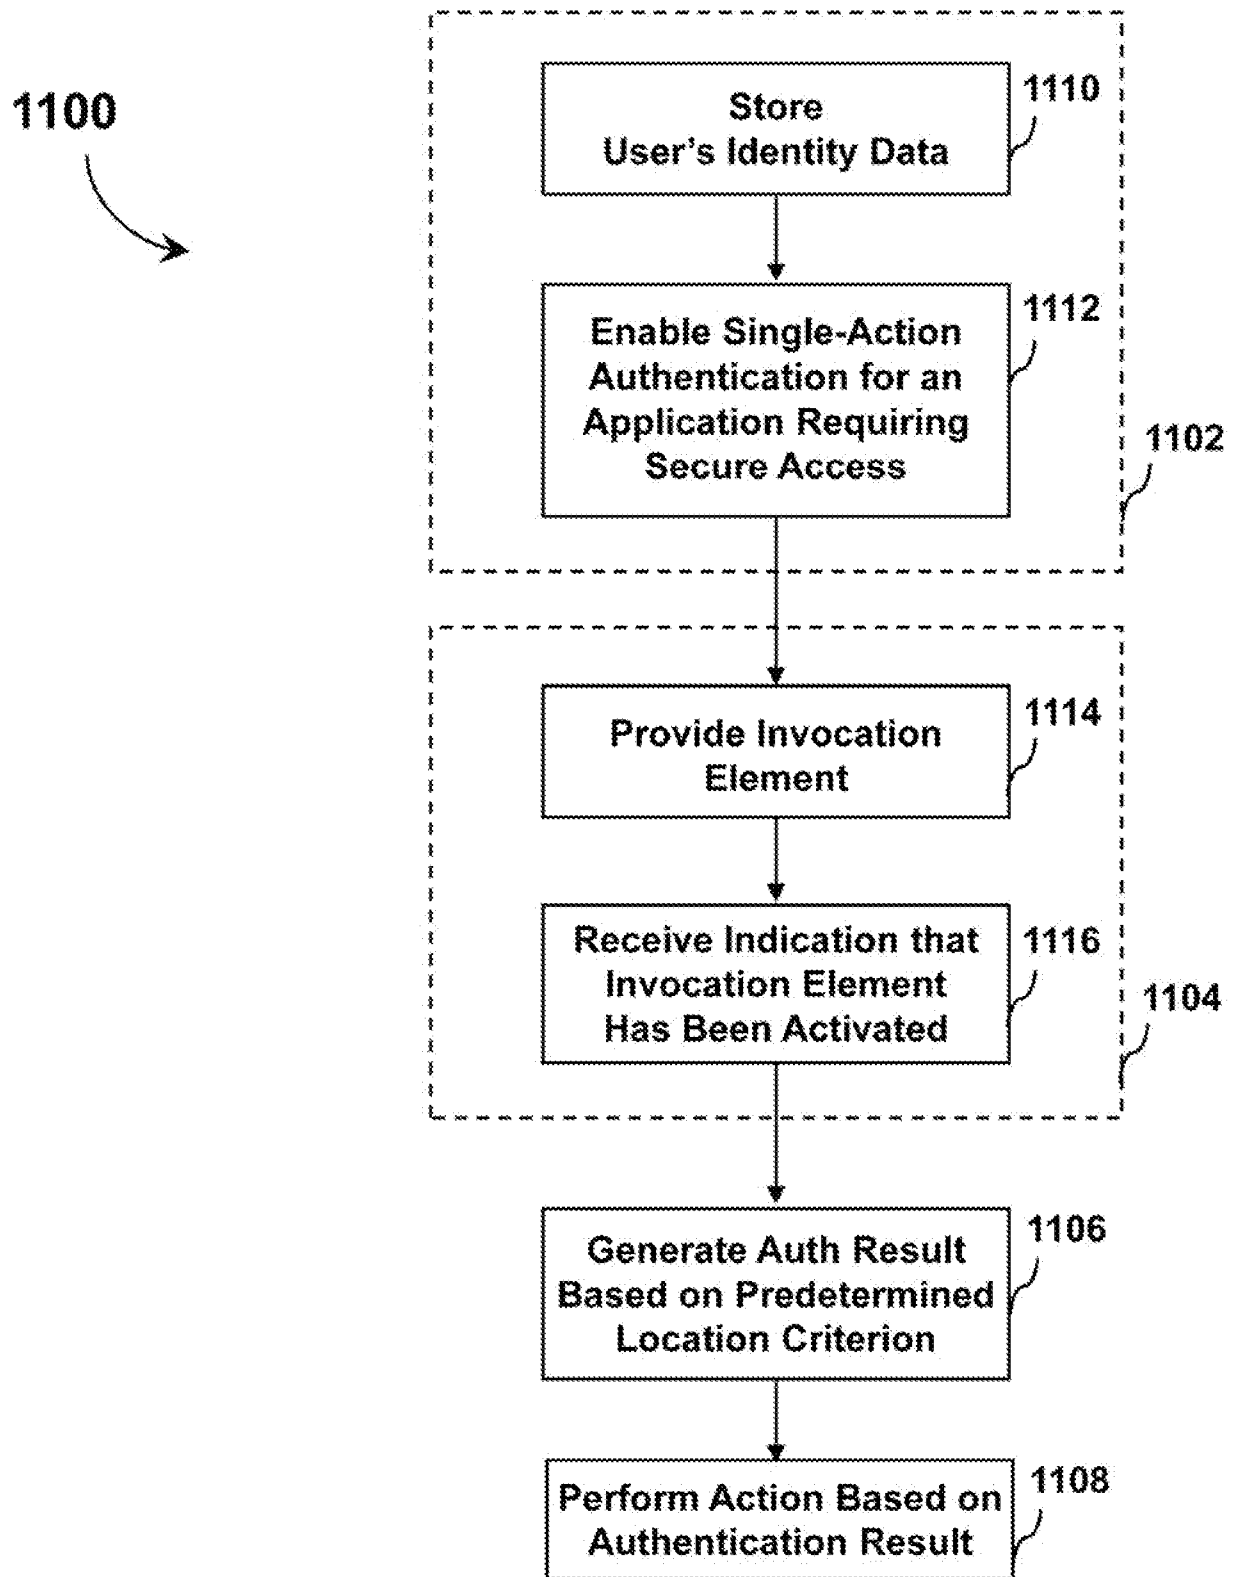 1100
Store
User's Identity Data
1110
Enable Single-Action
Authentication for an
Application Requiring
Secure Access
1112
1102
Provide Invocation
Element
1114
Receive Indication that
Invocation Element
Has Been Activated
1116
1104
Generate Auth Result
Based on Predetermined
Location Criterion
1106
Perform Action Based on
Authentication Result
1108